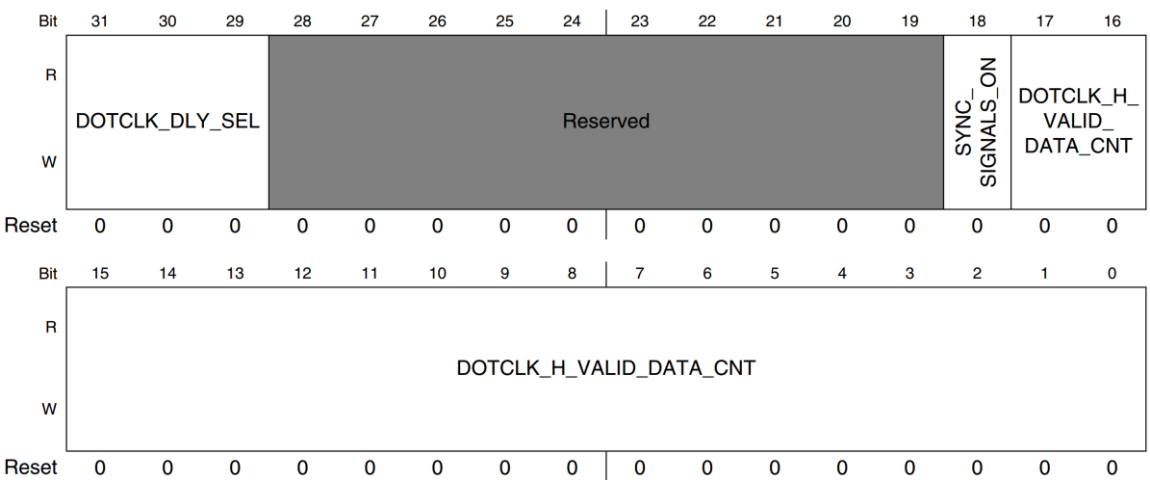 Bit 31 30 29 28 27 26 25 24 23 22 21 20 19 18 17 16
R
W
DOTCLK_DLY_SEL
Reserved
SYNC_
SIGNALS_ON
DOTCLK_H_
VALID_
DATA_CNT
Reset 0 0 0 0 0 0 0 0 0 0 0 0 0 0 0 0
Bit 15 14 13 12 11 10 9 8 7 6 5 4 3 2 1 0
R
W
DOTCLK_H_VALID_DATA_CNT
Reset 0 0 0 0 0 0 0 0 0 0 0 0 0 0 0 0